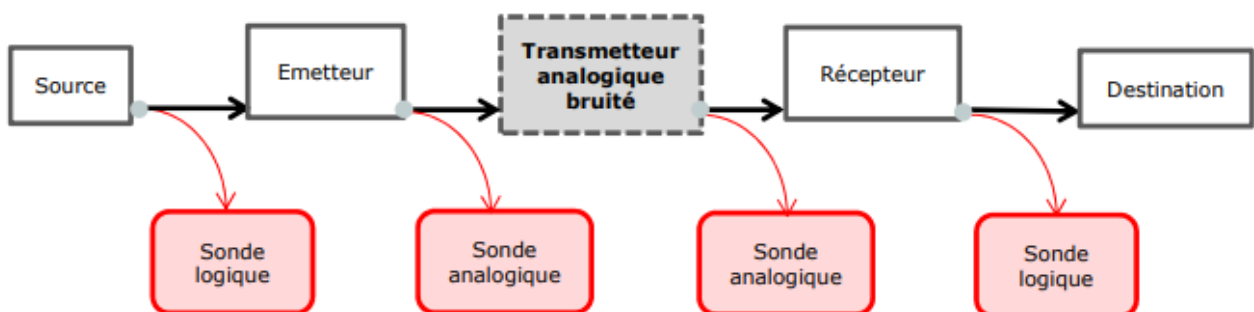 Source
Emetteur
Transmetteur
analogique
bruité
Récepteur
Destination
Sonde
logique
Sonde
analogique
Sonde
analogique
Sonde
logique